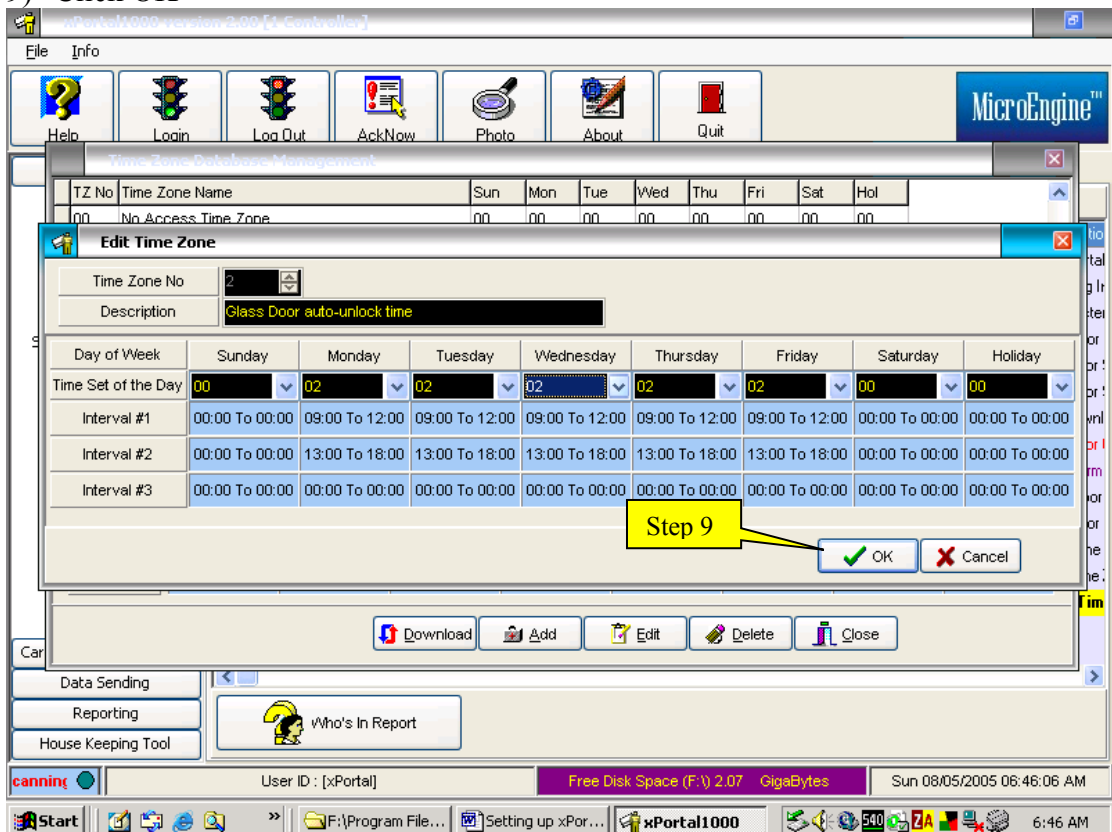 xPortal1000 version 2.00 [1 Controller]
File Info
Help Login Log Out AckNow Photo About Quit
MicroEngine™
Time Zone Database Management
TZ No Time Zone Name Sun Mon Tue Wed Thu Fri Sat Hol
00 No Access Time Zone 00 00 00 00 00 00 00 00
Edit Time Zone
Time Zone No 2
Description Glass Door auto-unlock time
Day of Week Sunday Monday Tuesday Wednesday Thursday Friday Saturday Holiday
Time Set of the Day 00 02 02 02 02 02 00 00
Interval #1 00:00 To 00:00 09:00 To 12:00 09:00 To 12:00 09:00 To 12:00 09:00 To 12:00 09:00 To 12:00 00:00 To 00:00 00:00 To 00:00
Interval #2 00:00 To 00:00 13:00 To 18:00 13:00 To 18:00 13:00 To 18:00 13:00 To 18:00 13:00 To 18:00 00:00 To 00:00 00:00 To 00:00
Interval #3 00:00 To 00:00 00:00 To 00:00 00:00 To 00:00 00:00 To 00:00 00:00 To 00:00 00:00 To 00:00 00:00 To 00:00 00:00 To 00:00
Step 9
OK Cancel
Download Add Edit Delete Close
Car
Data Sending
Reporting
House Keeping Tool
Who's In Report
canning User ID : [xPortal] Free Disk Space (F:\) 2.07 GigaBytes Sun 08/05/2005 06:46:06 AM
Start » F:\Program File... Setting up xPor... xPortal1000 540 ZA 6:46 AM